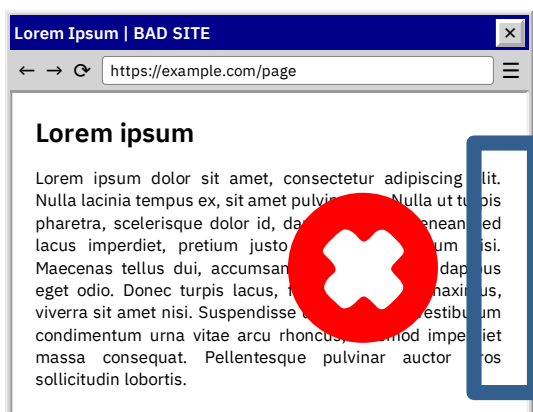 Lorem Ipsum | BAD SITE
https://example.com/page
Lorem ipsum
Lorem ipsum dolor sit amet, consectetur adipiscing
Nulla lacinia tempus ex, sit amet Nulla ut
pharetra, scelerisque dolor id,
lacus imperdiet, pretium justo
Maecenas tellus dui, accumsan
eget odio. Donec turpis lacus,
viverra sit amet nisi. Suspendisse
condimentum urna vitae arcu rhoncus,
massa consequat. Pellentesque pulvinar auctor
sollicitudin lobortis.